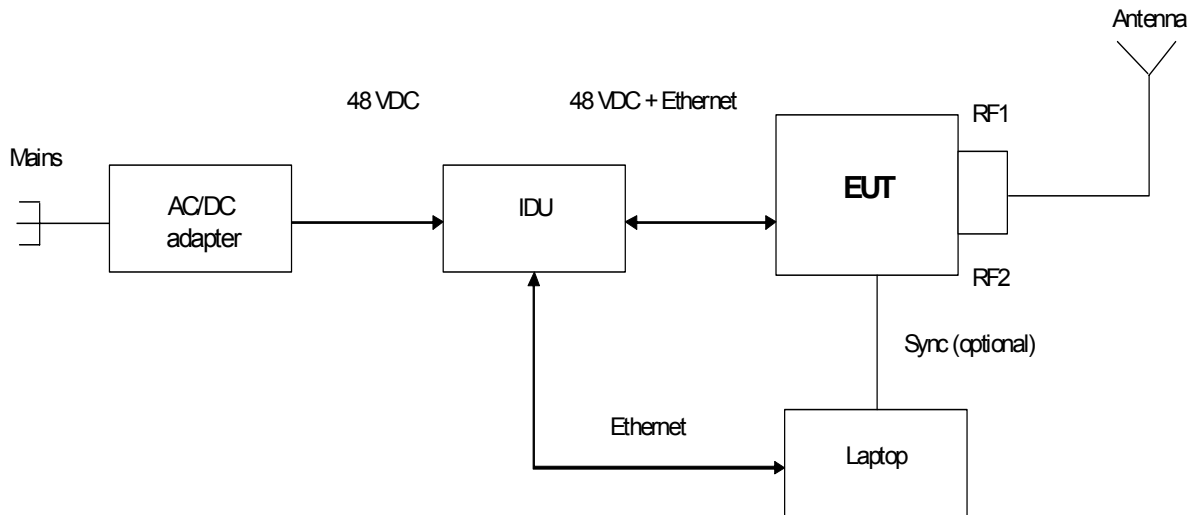 Antenna
48 VDC
48 VDC + Ethernet
RF1
Mains
AC/DC
adapter
IDU
EUT
RF2
Sync (optional)
Ethernet
Laptop